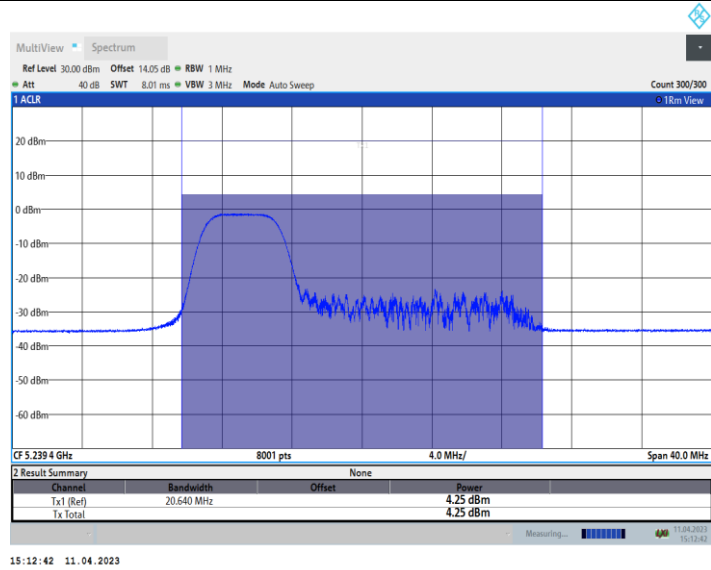 MultiView Spectrum
Ref Level 30.00 dBm Offset 14.05 dB RBW 1 MHz
Att 40 dB SWT 8.01 ms VBW 3 MHz Mode Auto Sweep Count 300/300
1 ACLR 1Rm View
20 dBm
10 dBm
0 dBm
-10 dBm
-20 dBm
-30 dBm
-40 dBm
-50 dBm
-60 dBm
CF 5.239 4 GHz 8001 pts 4.0 MHz/ Span 40.0 MHz
2 Result Summary None
Channel Bandwidth Offset Power
Tx1 (Ref) 20.640 MHz 4.25 dBm
Tx Total 4.25 dBm
Measuring... 11.04.2023
15:12:42
15:12:42 11.04.2023